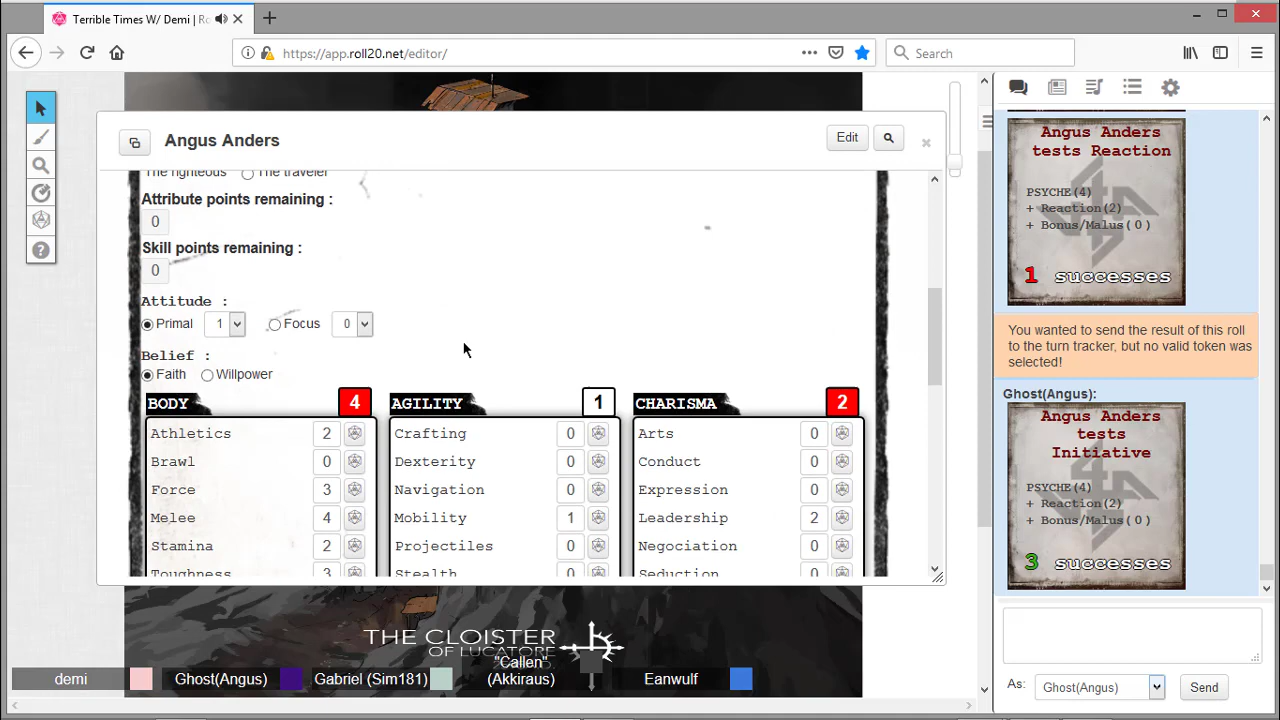 Terrible Times W/ Demi | Ro
https://app.roll20.net/editor/
Search
Angus Anders
Edit
The righteous The traveler
Attribute points remaining :
0
Skill points remaining :
0
Attitude :
Primal 1 Focus 0
Belief :
Faith Willpower
BODY 4
Athletics 2
Brawl 0
Force 3
Melee 4
Stamina 2
Toughness 3
AGILITY 1
Crafting 0
Dexterity 0
Navigation 0
Mobility 1
Projectiles 0
Stealth 0
CHARISMA 2
Arts 0
Conduct 0
Expression 0
Leadership 2
Negociation 0
Seduction 0
THE CLOISTER
OF LUCATORE
demi
Ghost(Angus)
Gabriel (Sim181)
"Callen"
(Akkiraus)
Eanwulf
Angus Anders
tests Reaction
PSYCHE(4)
+ Reaction(2)
+ Bonus/Malus( 0 )
1 successes
You wanted to send the result of this roll
to the turn tracker, but no valid token was
selected!
Ghost(Angus):
Angus Anders
tests
Initiative
PSYCHE(4)
+ Reaction(2)
+ Bonus/Malus( 0 )
3 successes
As: Ghost(Angus) Send